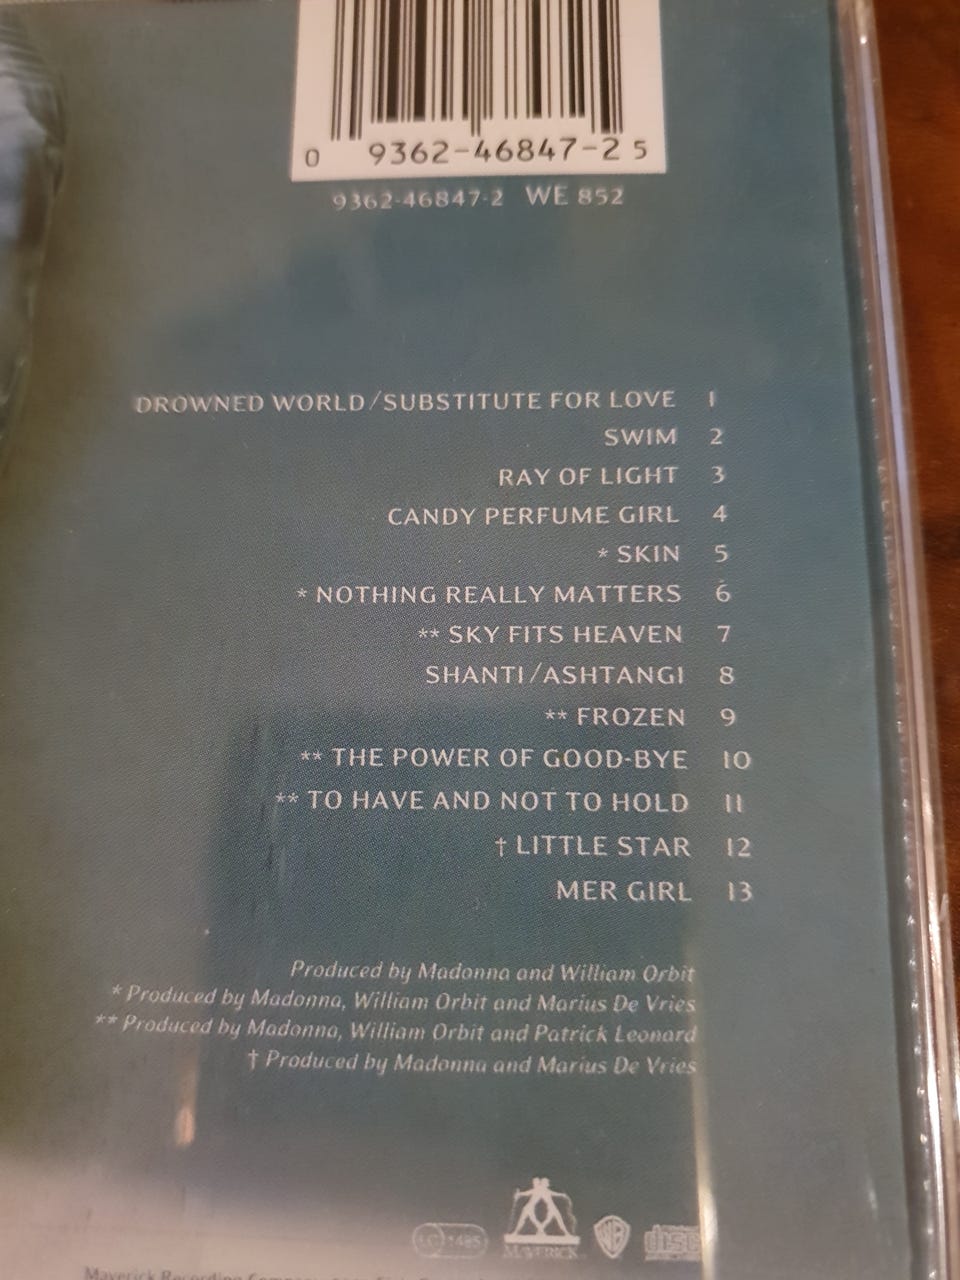 0 9362-46847-2 5
9362-46847-2 WE 852
DROWNED WORLD/SUBSTITUTE FOR LOVE 1
SWIM 2
RAY OF LIGHT 3
CANDY PERFUME GIRL 4
* SKIN 5
* NOTHING REALLY MATTERS 6
** SKY FITS HEAVEN 7
SHANTI/ASHTANGI 8
** FROZEN 9
** THE POWER OF GOOD-BYE 10
** TO HAVE AND NOT TO HOLD 11
† LITTLE STAR 12
MER GIRL 13
Produced by Madonna and William Orbit
* Produced by Madonna, William Orbit and Marius De Vries
** Produced by Madonna, William Orbit and Patrick Leonard
† Produced by Madonna and Marius De Vries
MAVERICK WB disc
Maverick Recording